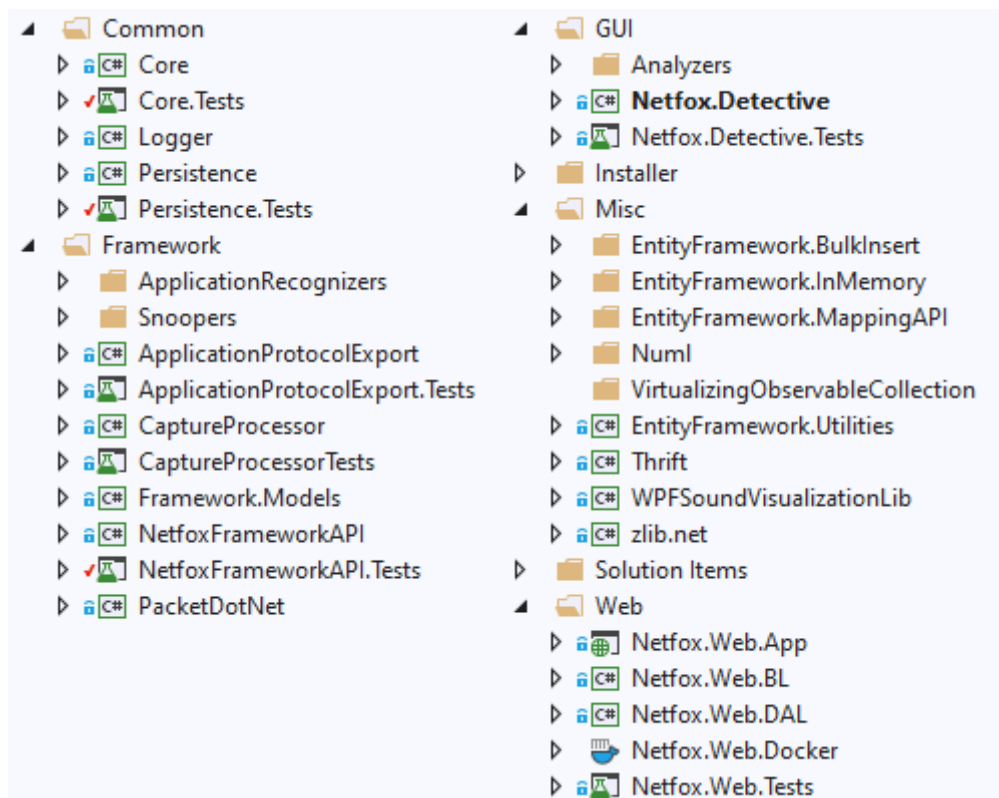 Common
C# Core
Core.Tests
C# Logger
C# Persistence
Persistence.Tests
Framework
ApplicationRecognizers
Snoopers
C# ApplicationProtocolExport
ApplicationProtocolExport.Tests
C# CaptureProcessor
CaptureProcessorTests
C# Framework.Models
C# NetfoxFrameworkAPI
NetfoxFrameworkAPI.Tests
C# PacketDotNet
GUI
Analyzers
C# Netfox.Detective
Netfox.Detective.Tests
Installer
Misc
EntityFramework.BulkInsert
EntityFramework.InMemory
EntityFramework.MappingAPI
Numl
VirtualizingObservableCollection
C# EntityFramework.Utilities
C# Thrift
C# WPFSoundVisualizationLib
C# zlib.net
Solution Items
Web
Netfox.Web.App
C# Netfox.Web.BL
C# Netfox.Web.DAL
Netfox.Web.Docker
Netfox.Web.Tests